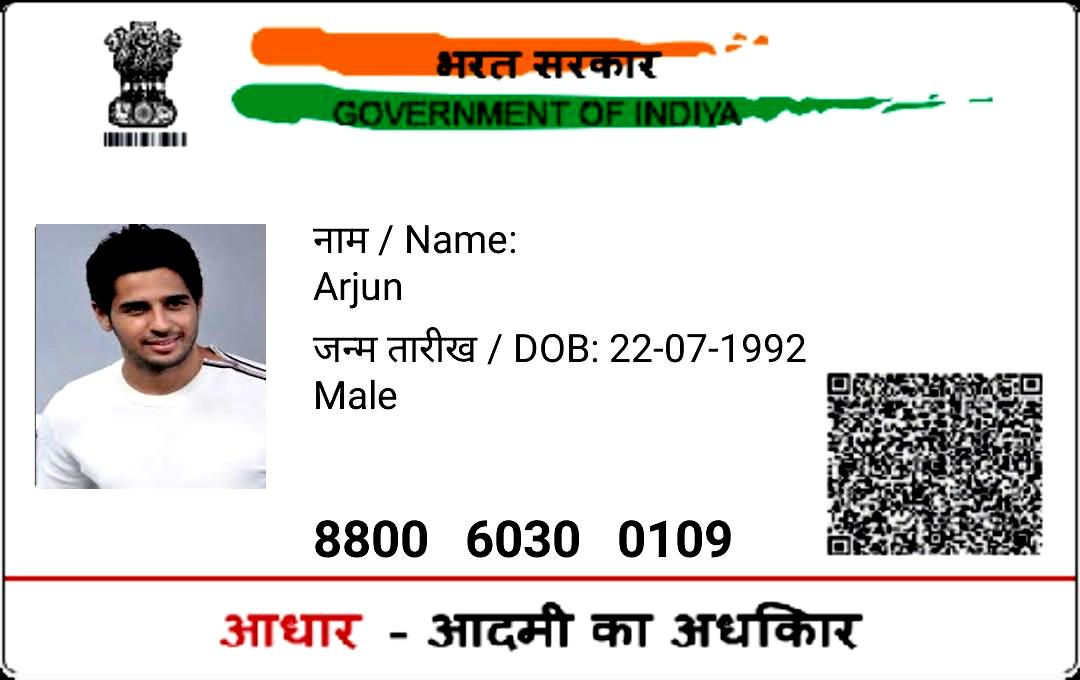 भरत सरकार
GOVERNMENT OF INDIYA
नाम / Name:
Arjun
जन्म तारीख / DOB: 22-07-1992
Male
8800 6030 0109
आधार - आदमी का अधकिार